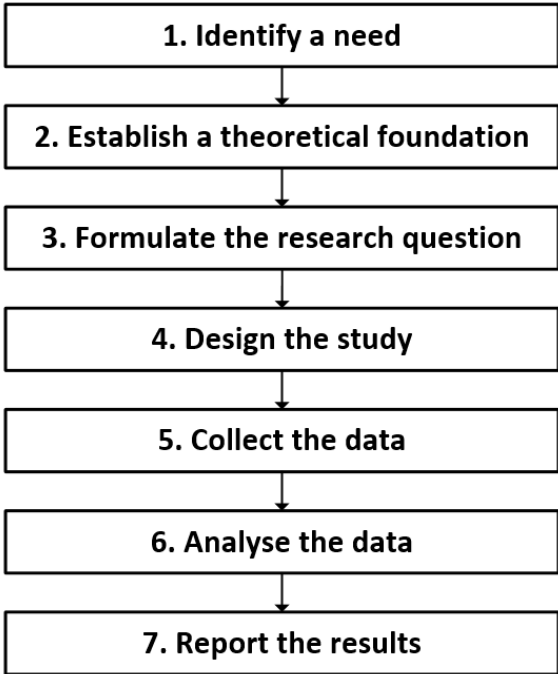 1. Identify a need
2. Establish a theoretical foundation
3. Formulate the research question
4. Design the study
5. Collect the data
6. Analyse the data
7. Report the results